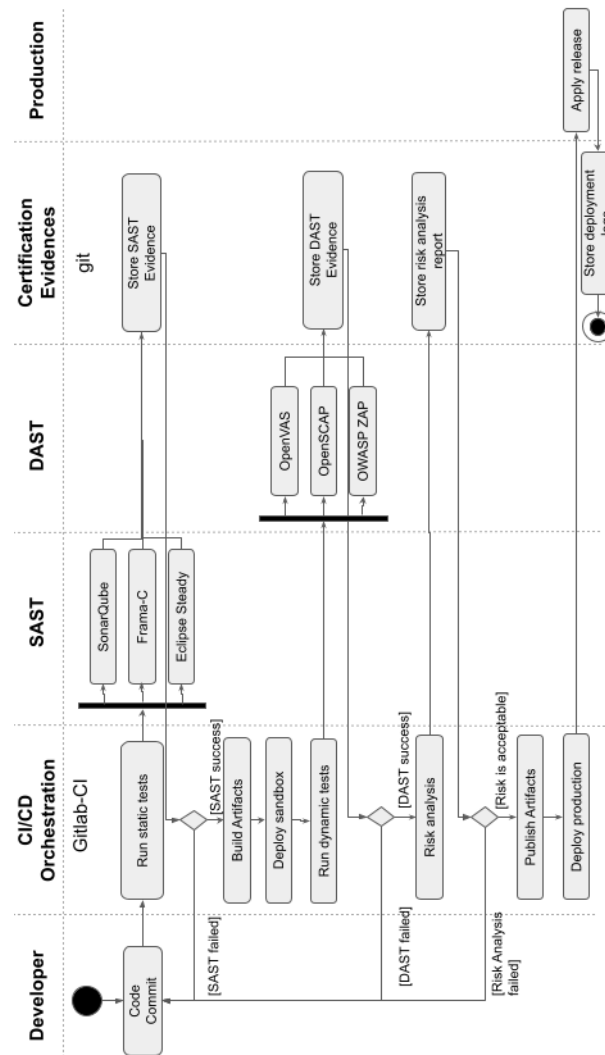 Developer
CI/CD
Orchestration
SAST
DAST
Certification
Evidences
Production
Gitlab-CI
git
Code
Commit
Run static tests
SonarQube
Frama-C
Eclipse Steady
Store SAST
Evidence
[SAST failed]
[SAST success]
Build Artifacts
Deploy sandbox
Run dynamic tests
OpenVAS
OpenSCAP
OWASP ZAP
Store DAST
Evidence
[DAST failed]
[DAST success]
Risk analysis
Store risk analysis
report
[Risk Analysis
failed]
[Risk is acceptable]
Publish Artifacts
Deploy production
Apply release
Store deployment